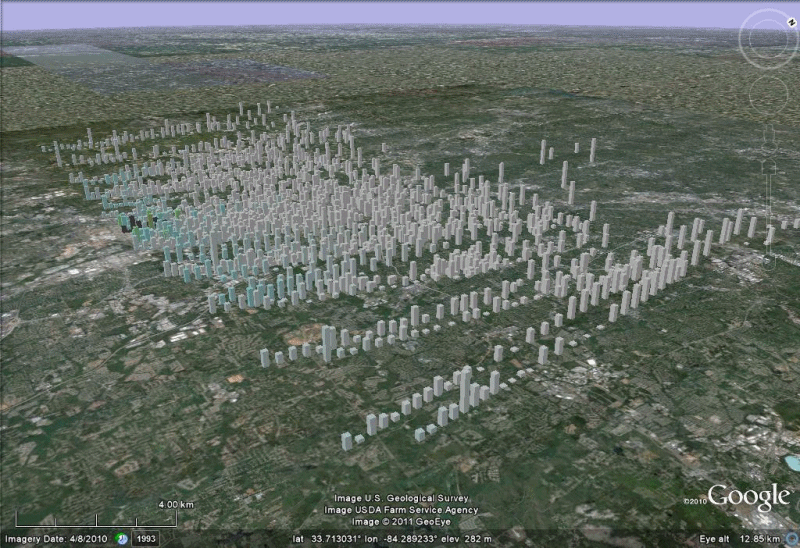 N
4.00 km
Image U.S. Geological Survey
Image USDA Farm Service Agency
Image © 2011 GeoEye
©2010 Google
Imagery Date: 4/8/2010 1993 lat 33.713031° lon -84.289233° elev 282 m Eye alt 12.85 km